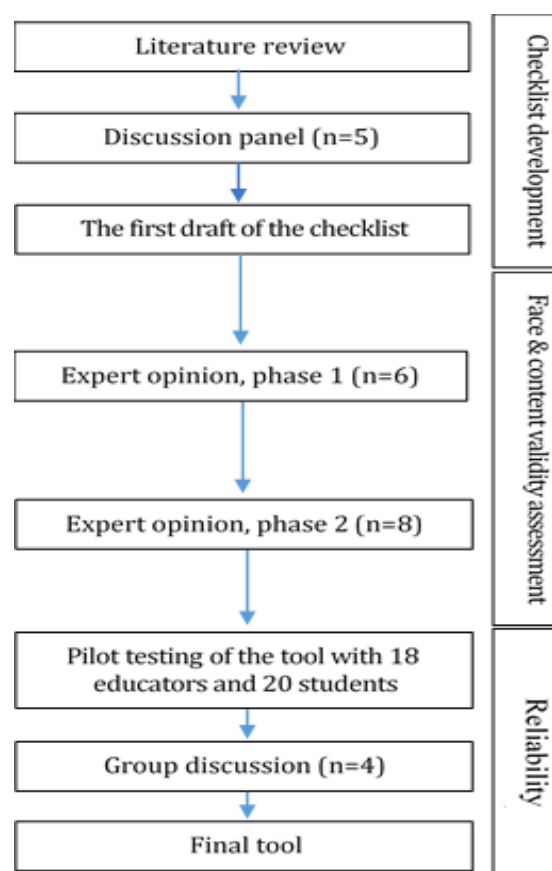 Literature review
Discussion panel (n=5)
The first draft of the checklist
Checklist development
Expert opinion, phase 1 (n=6)
Expert opinion, phase 2 (n=8)
Face & content validity assessment
Pilot testing of the tool with 18
educators and 20 students
Group discussion (n=4)
Final tool
Reliability